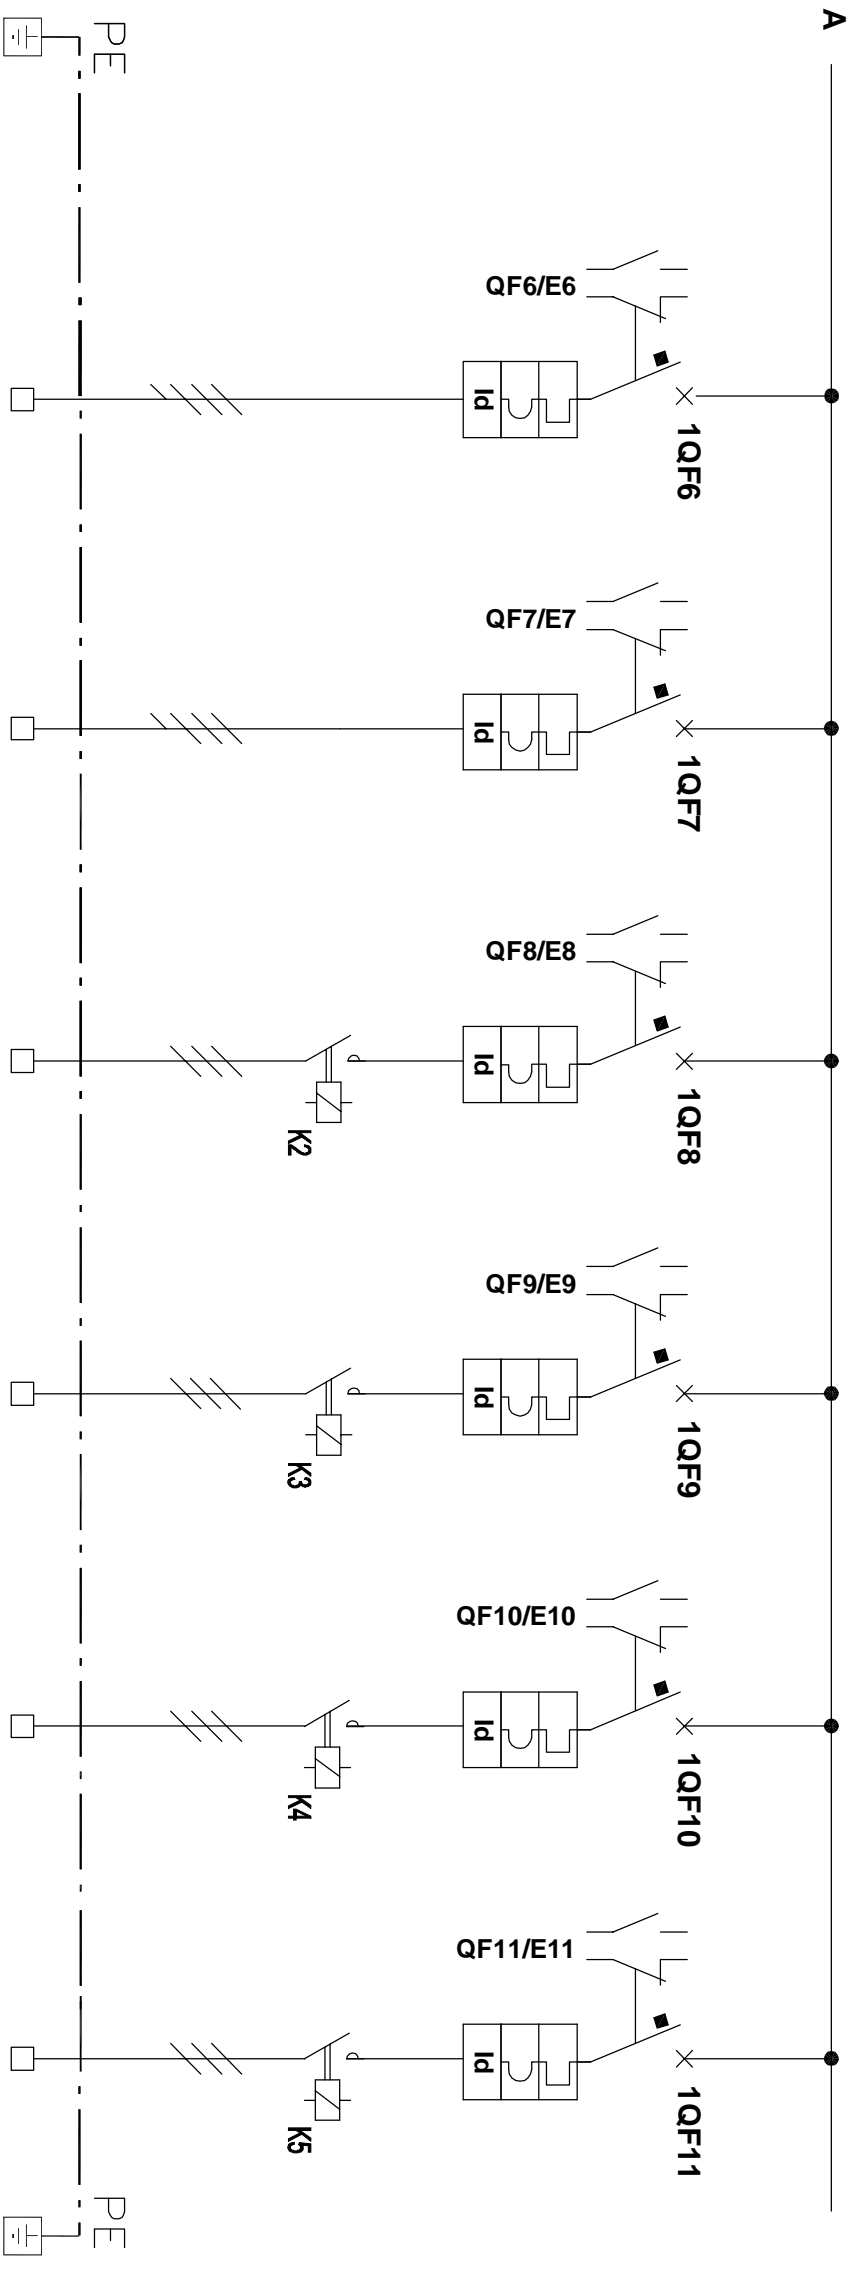 A
PE
QF6/E6
1QF6
Id
QF7/E7
1QF7
Id
QF8/E8
1QF8
Id
K2
QF9/E9
1QF9
Id
K3
QF10/E10
1QF10
Id
K4
QF11/E11
1QF11
Id
K5
PE